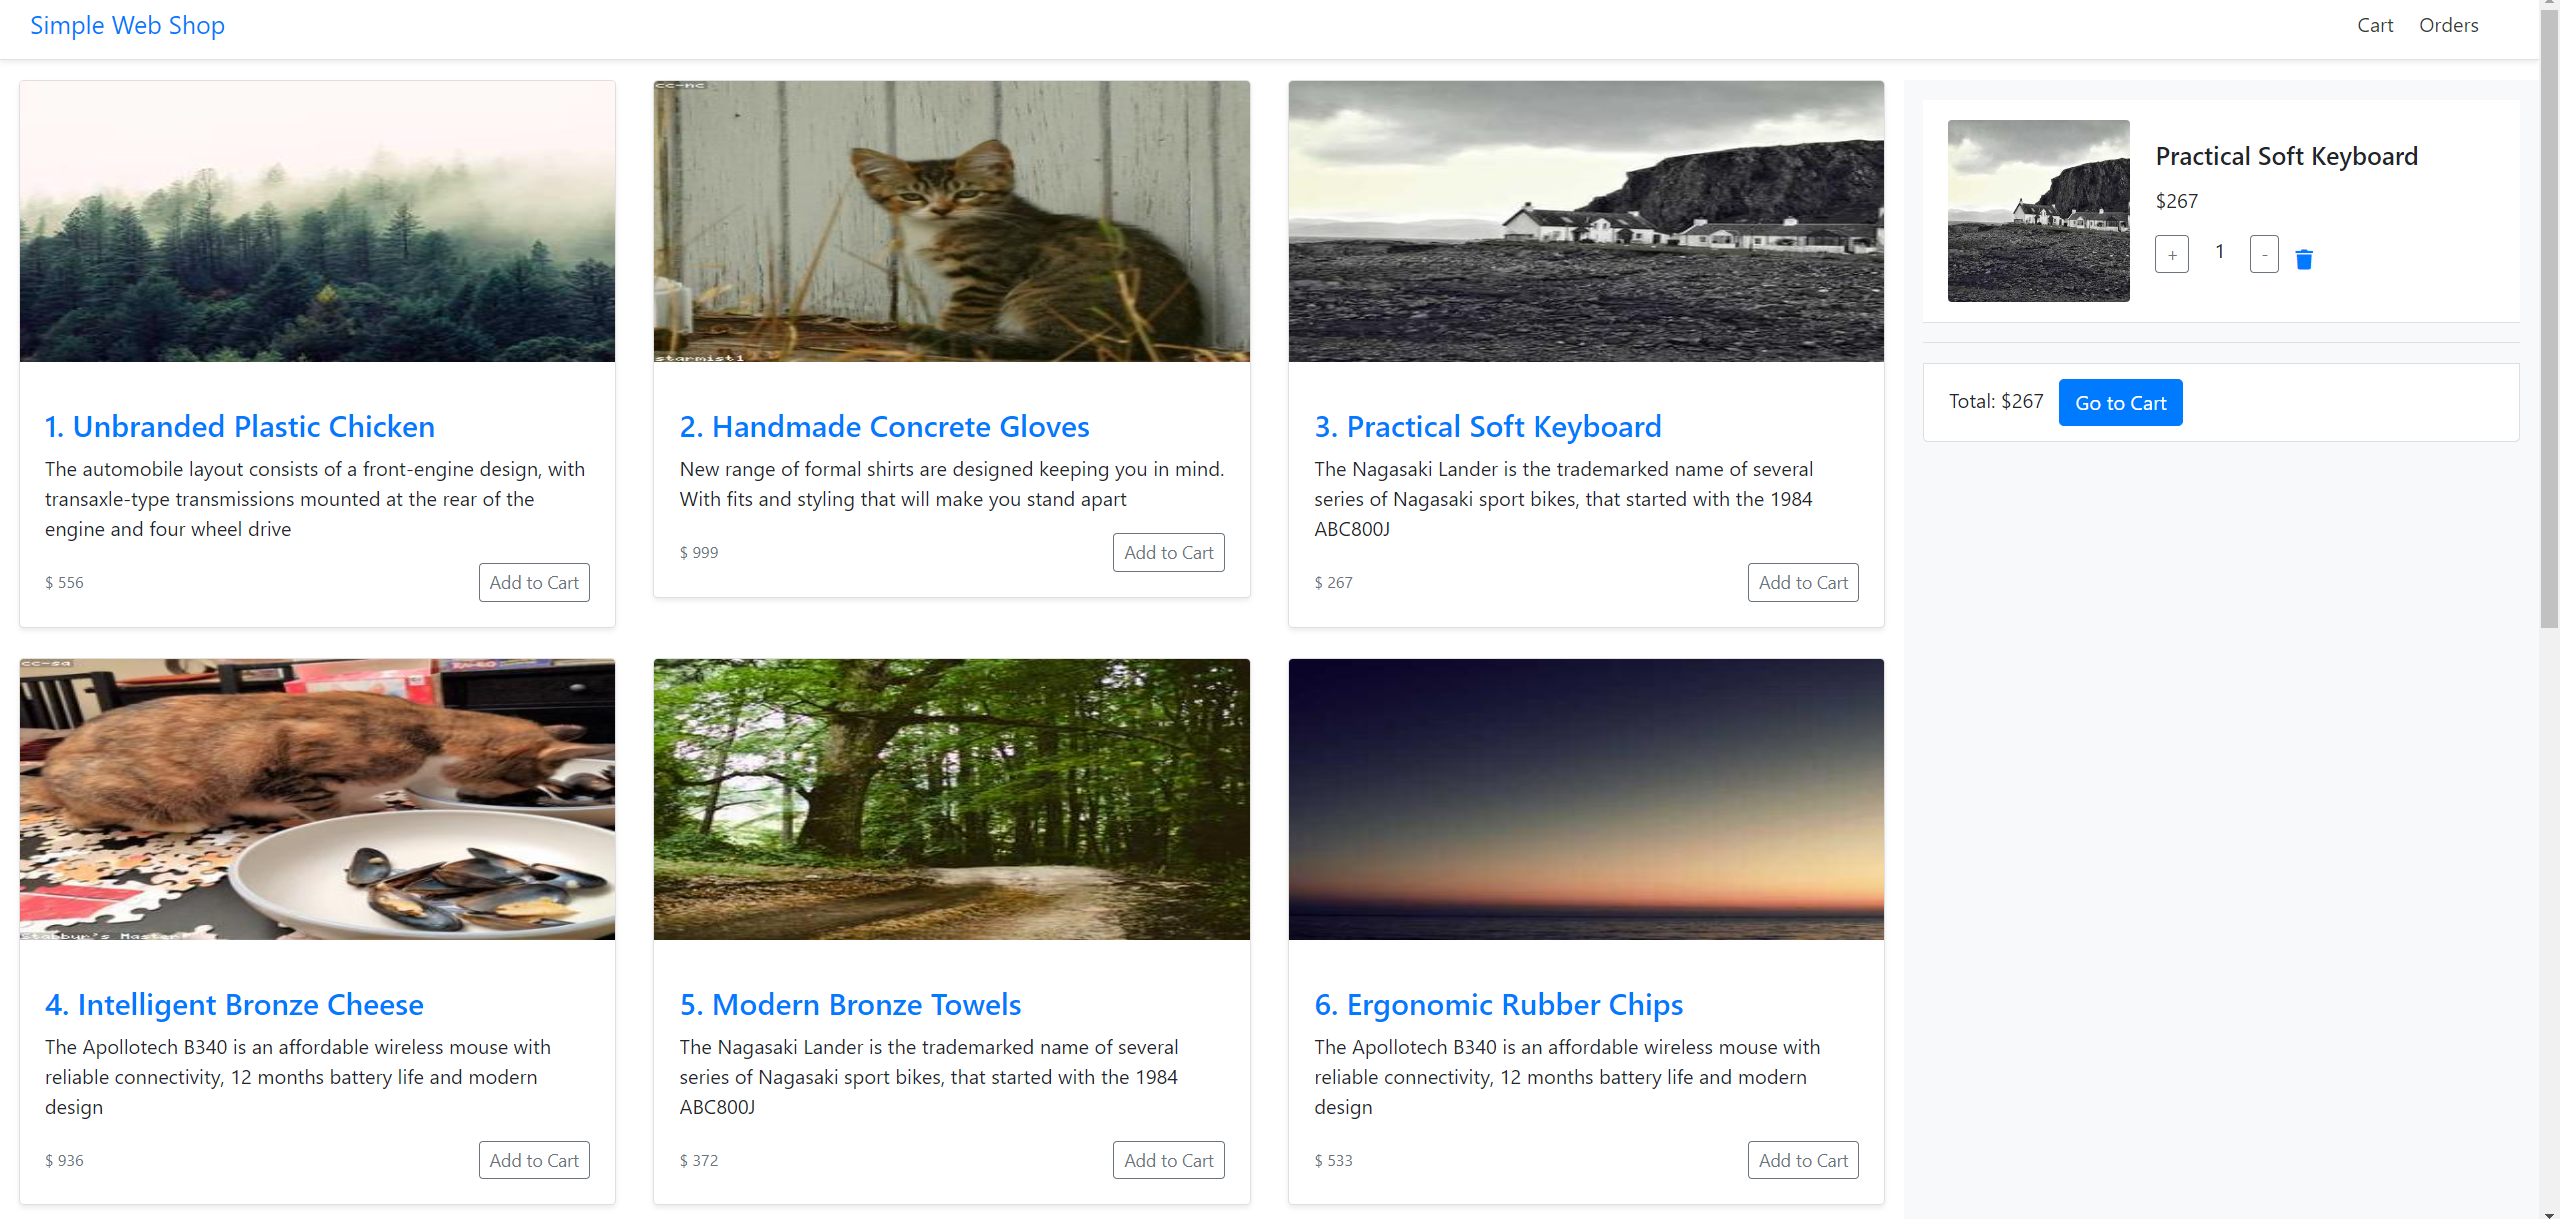 Simple Web Shop
Cart
Orders
cc-nc
starmist1
1. Unbranded Plastic Chicken
The automobile layout consists of a front-engine design, with
transaxle-type transmissions mounted at the rear of the
engine and four wheel drive
$ 556
Add to Cart
2. Handmade Concrete Gloves
New range of formal shirts are designed keeping you in mind.
With fits and styling that will make you stand apart
$ 999
Add to Cart
3. Practical Soft Keyboard
The Nagasaki Lander is the trademarked name of several
series of Nagasaki sport bikes, that started with the 1984
ABC800J
$ 267
Add to Cart
Practical Soft Keyboard
$267
+
1
-
Total: $267
Go to Cart
cc-sa
4. Intelligent Bronze Cheese
The Apollotech B340 is an affordable wireless mouse with
reliable connectivity, 12 months battery life and modern
design
$ 936
Add to Cart
5. Modern Bronze Towels
The Nagasaki Lander is the trademarked name of several
series of Nagasaki sport bikes, that started with the 1984
ABC800J
$ 372
Add to Cart
6. Ergonomic Rubber Chips
The Apollotech B340 is an affordable wireless mouse with
reliable connectivity, 12 months battery life and modern
design
$ 533
Add to Cart